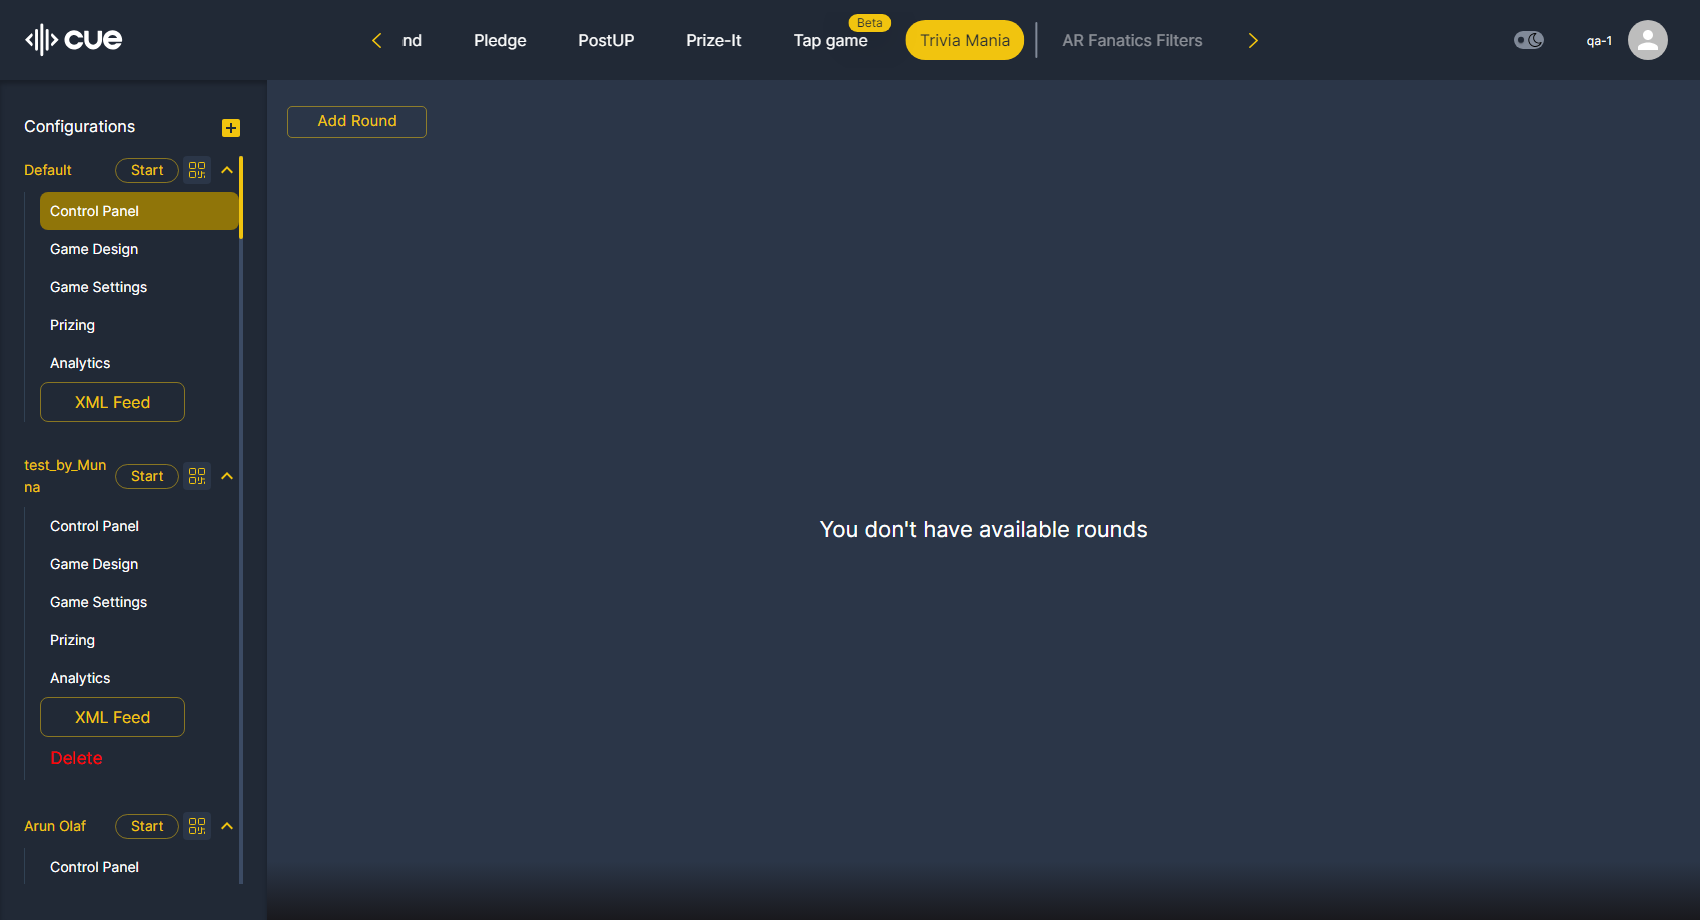 cue
nd
Pledge
PostUP
Prize-It
Tap game
Beta
Trivia Mania
AR Fanatics Filters
qa-1
Configurations
Add Round
Default
Start
Control Panel
Game Design
Game Settings
Prizing
Analytics
XML Feed
test_by_Mun
na
Start
Control Panel
Game Design
Game Settings
Prizing
Analytics
XML Feed
Delete
Arun Olaf
Start
Control Panel
You don't have available rounds